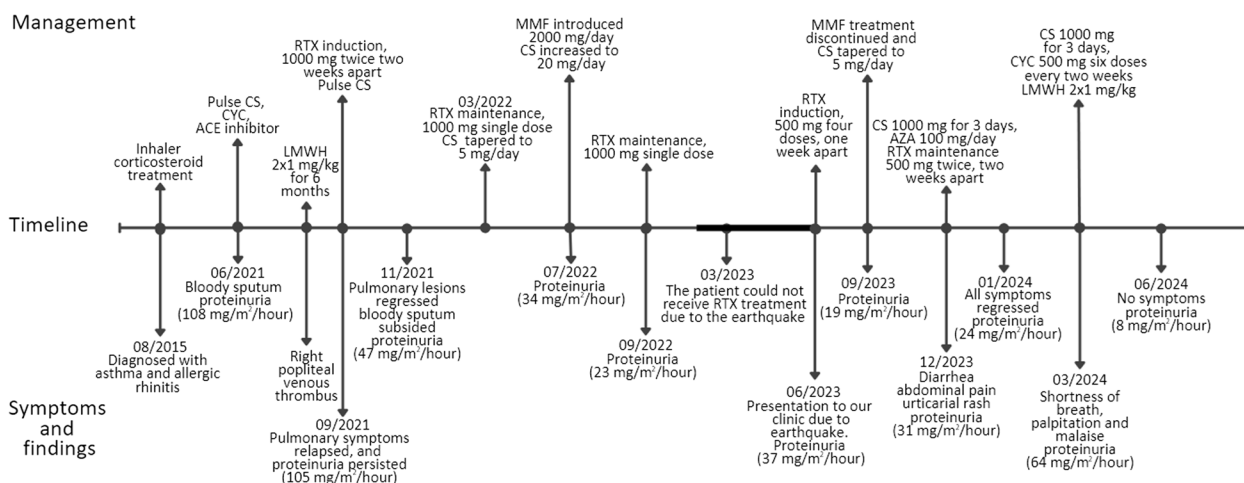 Management
Inhaler
corticosteroid
treatment
Pulse CS,
CYC,
ACE inhibitor
LMWH
2x1 mg/kg
for 6
months
RTX induction,
1000 mg twice two
weeks apart
Pulse CS
03/2022
RTX maintenance,
1000 mg single dose
CS tapered to
5 mg/day
MMF introduced
2000 mg/day
CS increased to
20 mg/day
RTX maintenance,
1000 mg single dose
RTX
induction,
500 mg four
doses, one
week apart
MMF treatment
discontinued and
CS tapered to
5 mg/day
CS 1000 mg for 3 days,
AZA 100 mg/day
RTX maintenance
500 mg twice, two
weeks apart
CS 1000 mg
for 3 days,
CYC 500 mg six doses
every two weeks
LMWH 2x1 mg/kg
Timeline
Symptoms
and
findings
08/2015
Diagnosed with
asthma and allergic
rhinitis
06/2021
Bloody sputum
proteinuria
(108 mg/m²/hour)
Right
popliteal
venous
thrombus
09/2021
Pulmonary symptoms
relapsed, and
proteinuria persisted
(105 mg/m²/hour)
11/2021
Pulmonary lesions
regressed
bloody sputum
subsided
proteinuria
(47 mg/m²/hour)
07/2022
Proteinuria
(34 mg/m²/hour)
09/2022
Proteinuria
(23 mg/m²/hour)
03/2023
The patient could not
receive RTX treatment
due to the earthquake
06/2023
Presentation to our
clinic due to
earthquake.
Proteinuria
(37 mg/m²/hour)
09/2023
Proteinuria
(19 mg/m²/hour)
12/2023
Diarrhea
abdominal pain
urticarial rash
proteinuria
(31 mg/m²/hour)
01/2024
All symptoms
regressed
proteinuria
(24 mg/m²/hour)
03/2024
Shortness of
breath,
palpitation and
malaise
proteinuria
(64 mg/m²/hour)
06/2024
No symptoms
proteinuria
(8 mg/m²/hour)